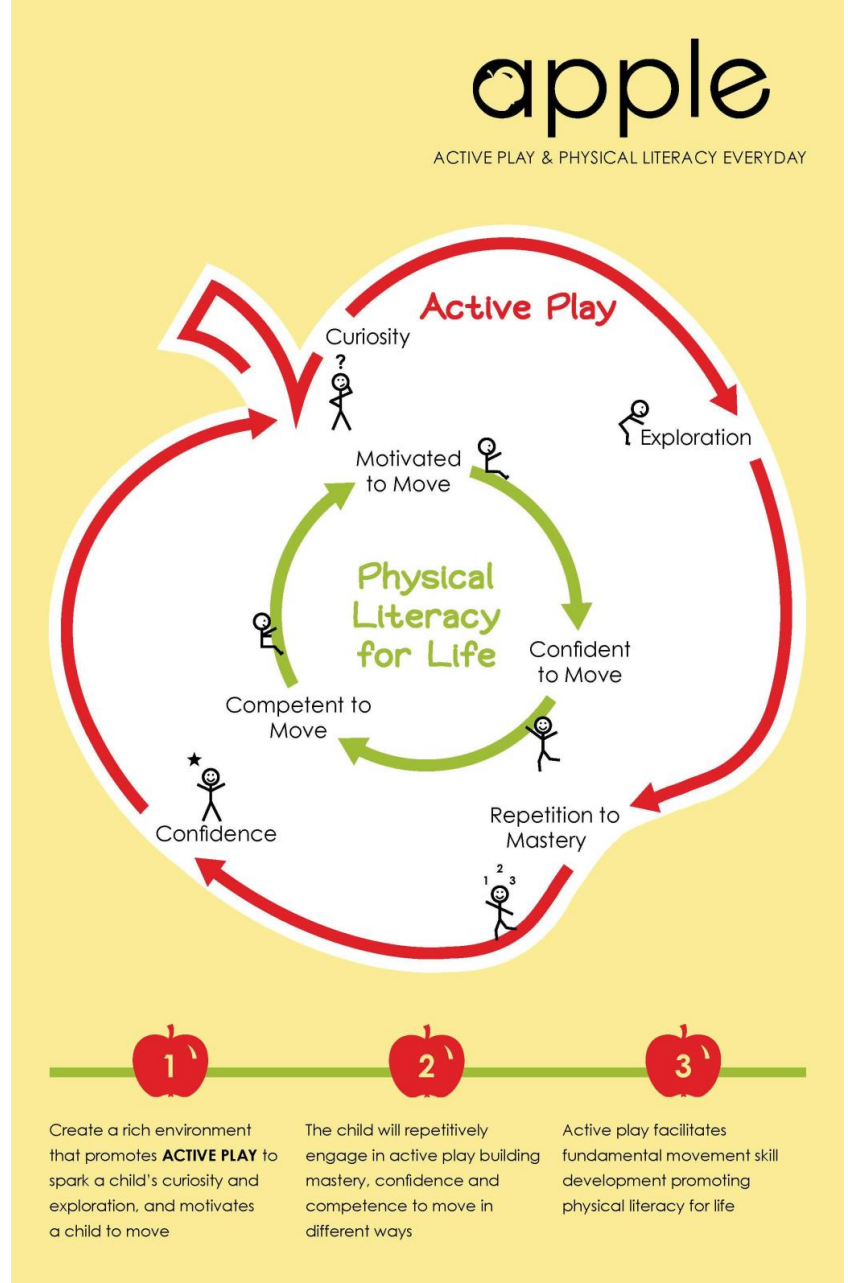 apple
ACTIVE PLAY & PHYSICAL LITERACY EVERYDAY
Active Play
Curiosity
?
Exploration
Motivated
to Move
Physical
Literacy
for Life
Confident
to Move
Competent to
Move
Repetition to
Mastery
1 2 3
Confidence
1
Create a rich environment
that promotes ACTIVE PLAY to
spark a child's curiosity and
exploration, and motivates
a child to move
2
The child will repetitively
engage in active play building
mastery, confidence and
competence to move in
different ways
3
Active play facilitates
fundamental movement skill
development promoting
physical literacy for life